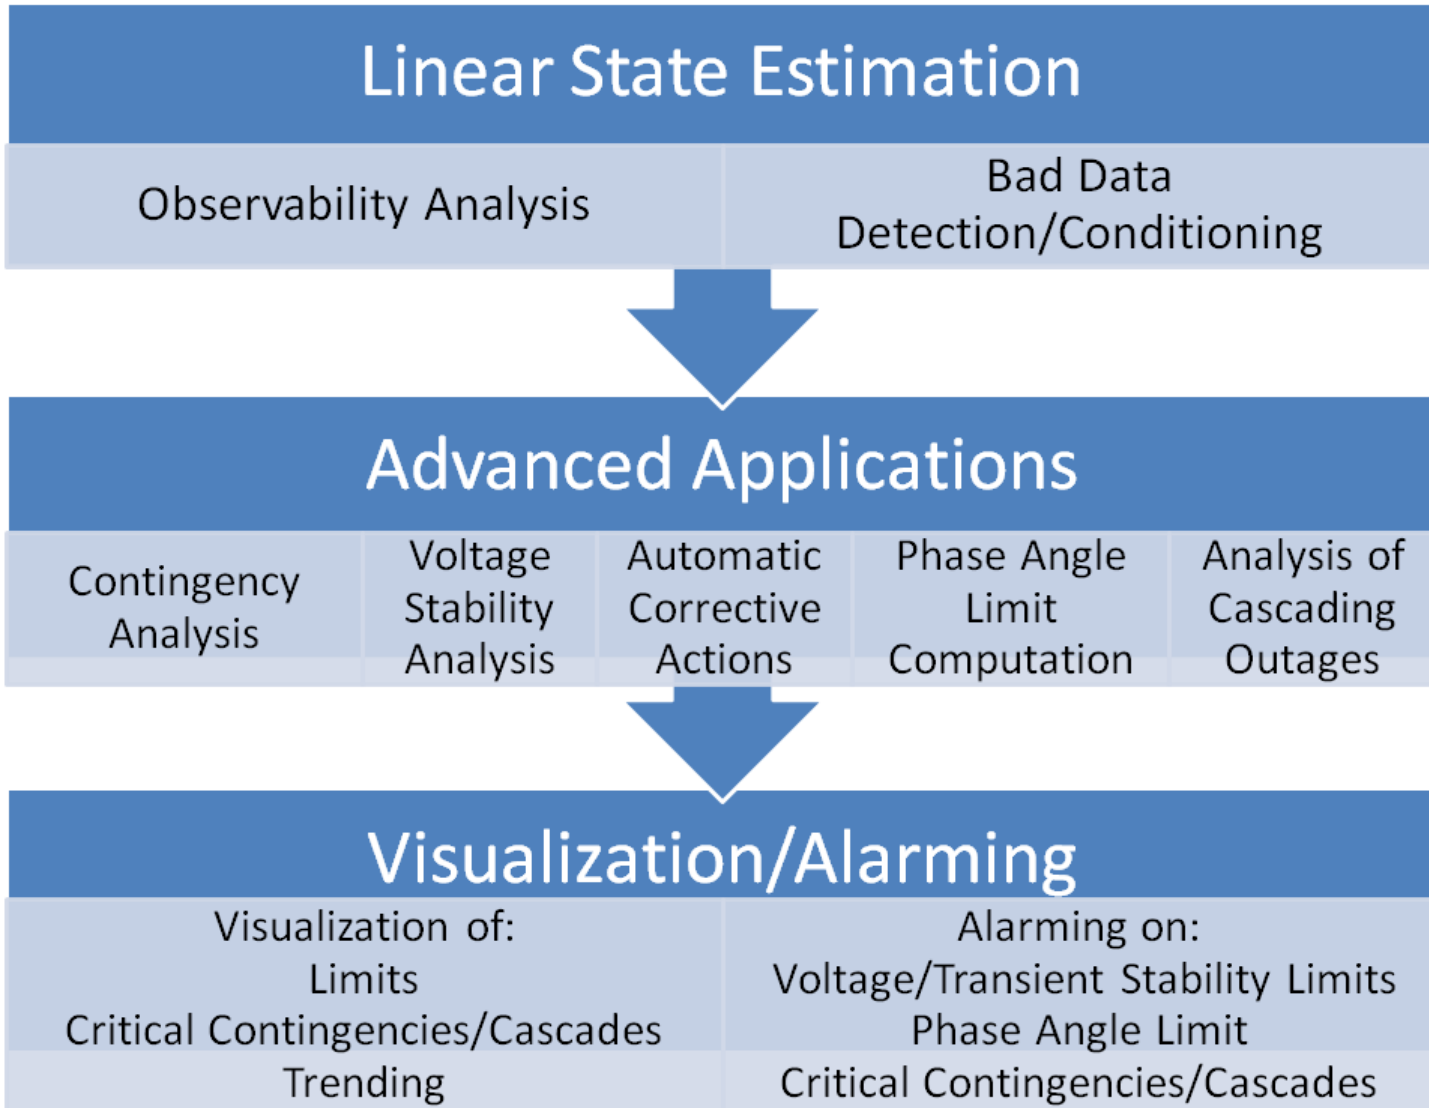 Linear State Estimation
Observability Analysis
Bad Data
Detection/Conditioning
Advanced Applications
Contingency
Analysis
Voltage
Stability
Analysis
Automatic
Corrective
Actions
Phase Angle
Limit
Computation
Analysis of
Cascading
Outages
Visualization/Alarming
Visualization of:
Limits
Critical Contingencies/Cascades
Trending
Alarming on:
Voltage/Transient Stability Limits
Phase Angle Limit
Critical Contingencies/Cascades